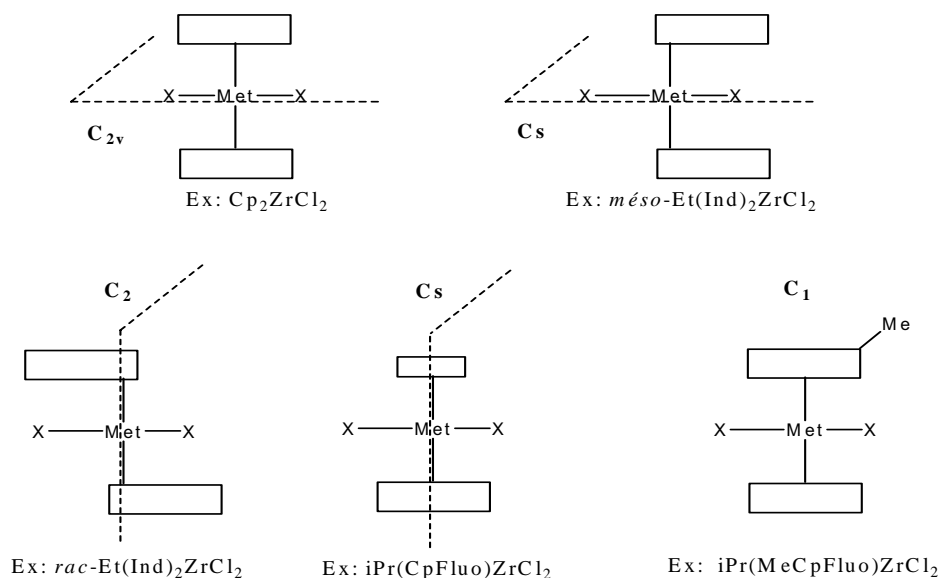 X Met X
X Met X
C2v
Cs
Ex: Cp2ZrCl2
Ex: méso-Et(Ind)2ZrCl2
C2
Cs
C1
Me
X Met X
X Met X
X Met X
Ex: rac-Et(Ind)2ZrCl2
Ex: iPr(CpFluo)ZrCl2
Ex: iPr(MeCpFluo)ZrCl2